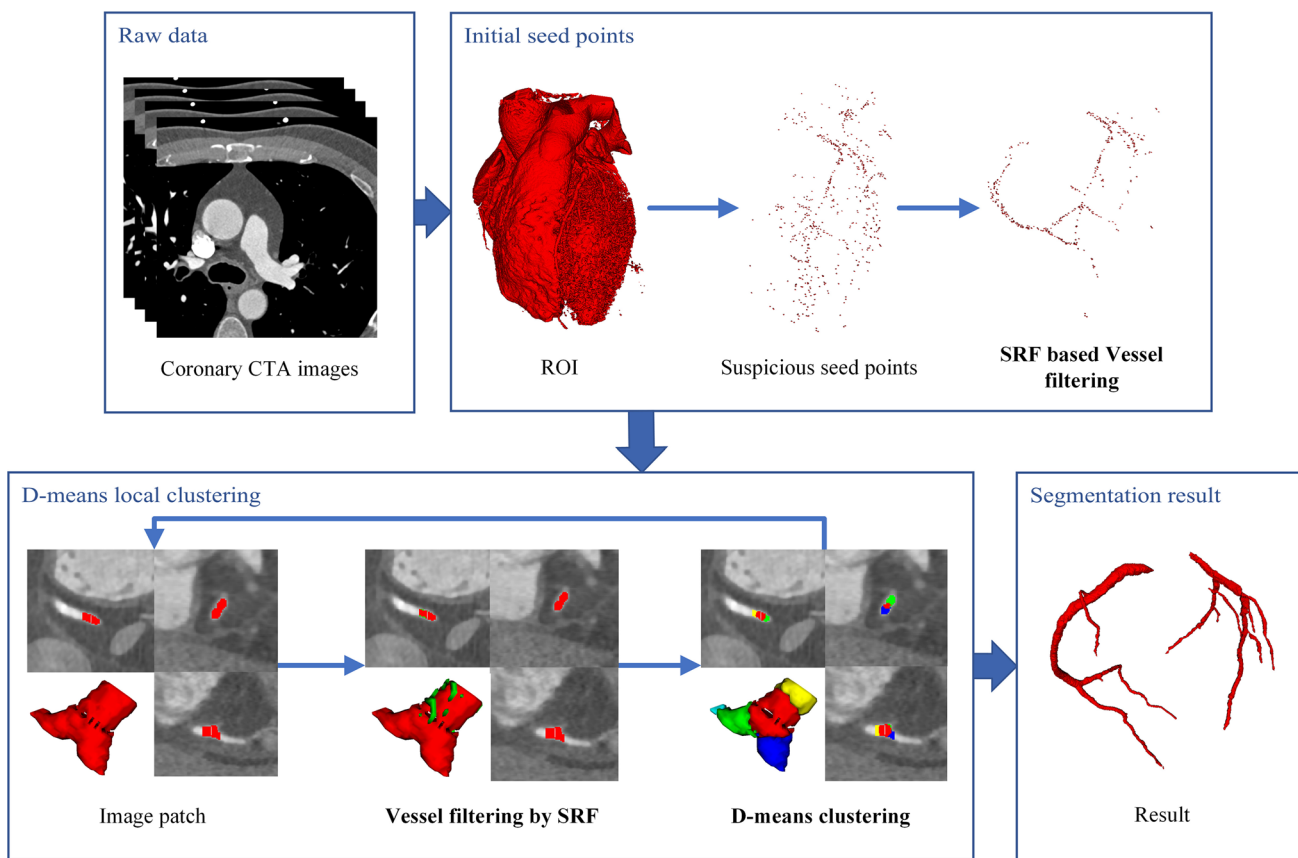 Raw data
Initial seed points
Coronary CTA images
ROI
Suspicious seed points
SRF based Vessel
filtering
D-means local clustering
Segmentation result
Image patch
Vessel filtering by SRF
D-means clustering
Result